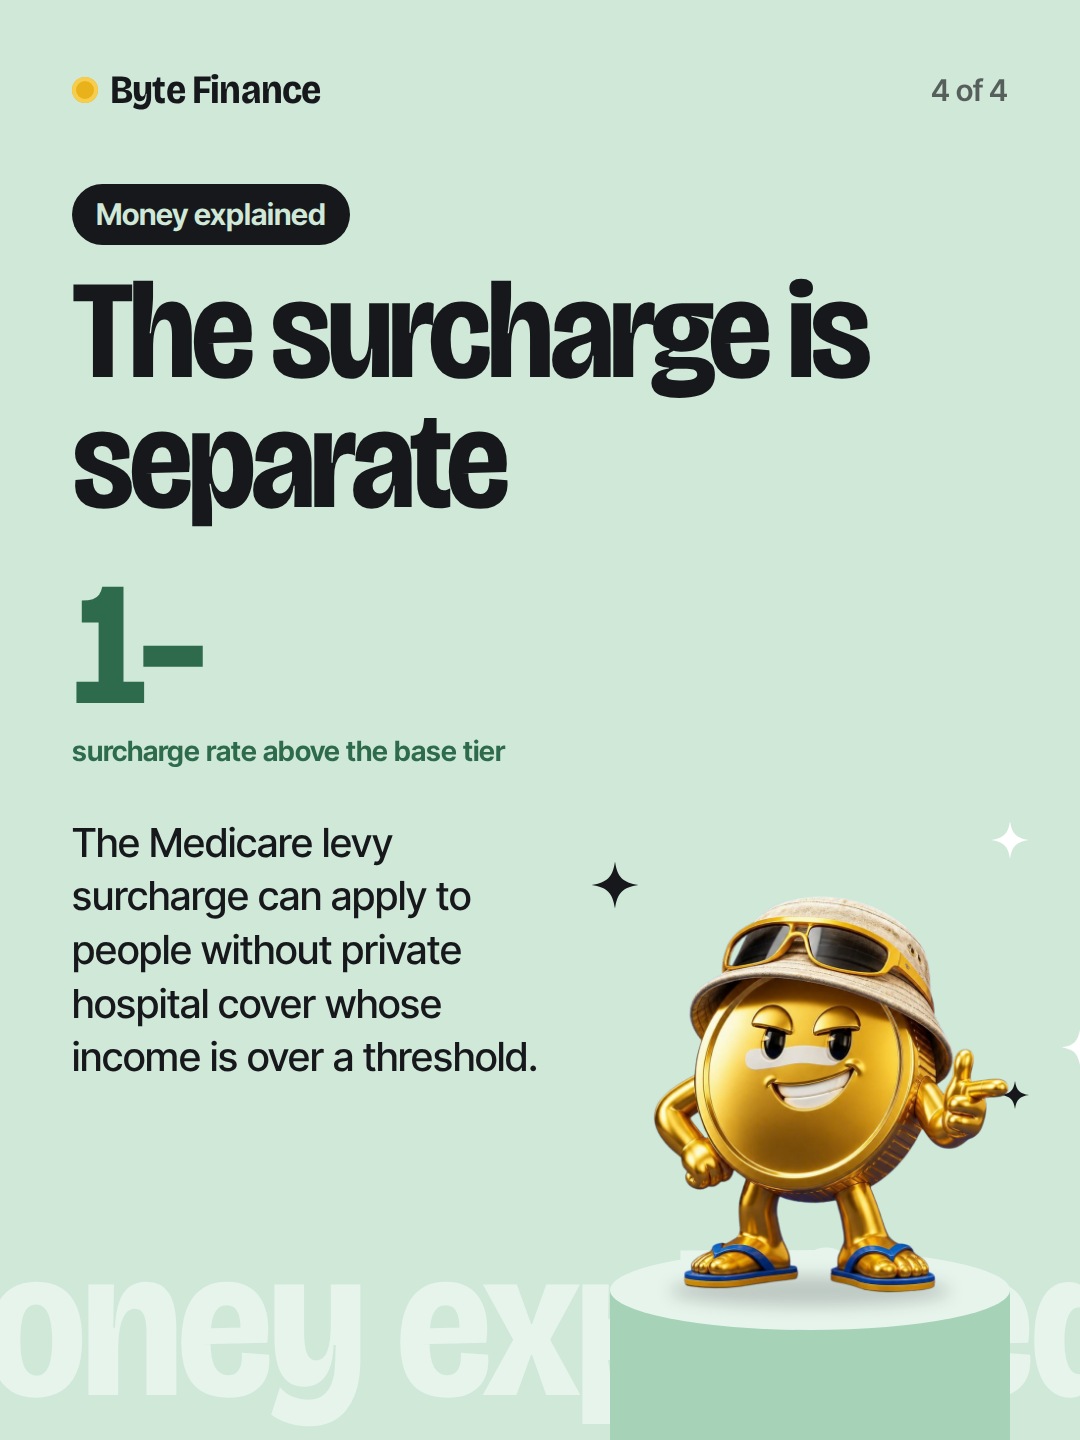 Byte Finance
4 of 4
Money explained
The surcharge is
separate
1–
surcharge rate above the base tier
The Medicare levy
surcharge can apply to
people without private
hospital cover whose
income is over a threshold.
oney exp ed